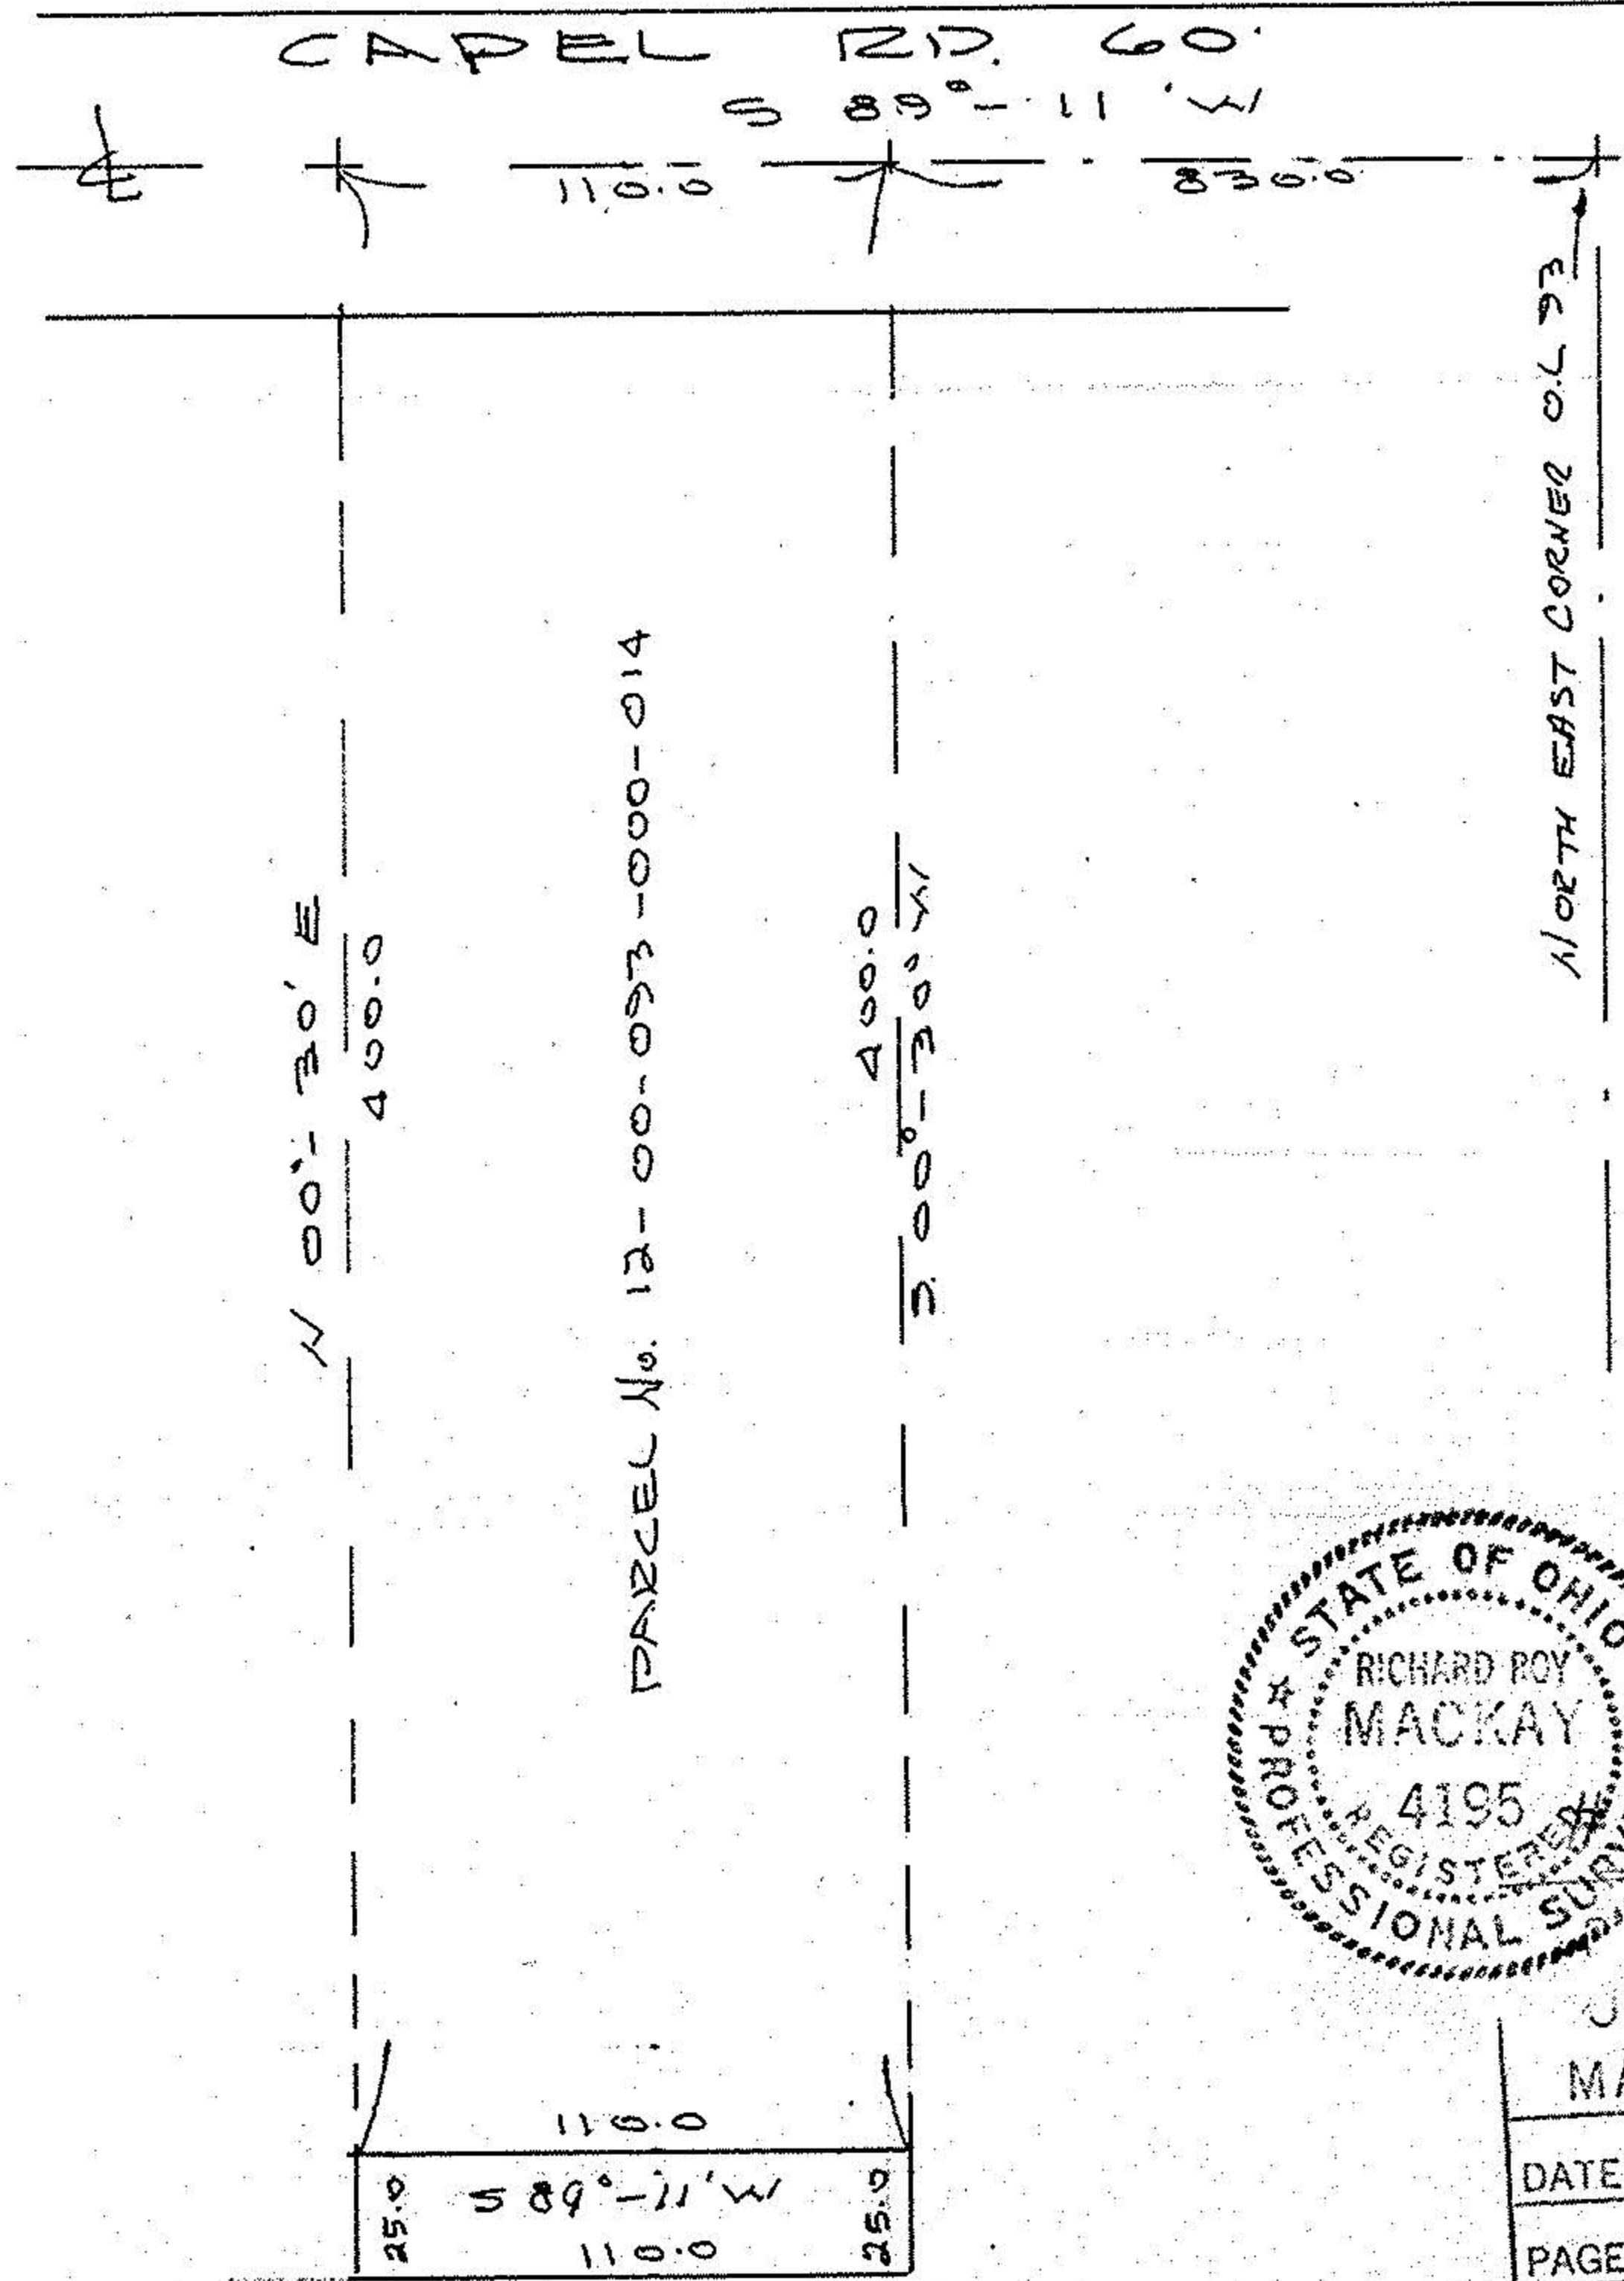 CAPEL RD. 60'
S 89°-11'W
℄
110.0
830.0
NORTH EAST CORNER O.L 93
N 00°-30' E
400.0
PARCEL No. 12-00-093-000-014
400.0
S 00°-30' W
STATE OF OHIO
RICHARD ROY
MACKAY
4195
REGISTERED
PROFESSIONAL
110.0
25.0
S 89°-11' W
25.0
110.0
MA
DATE
PAGE